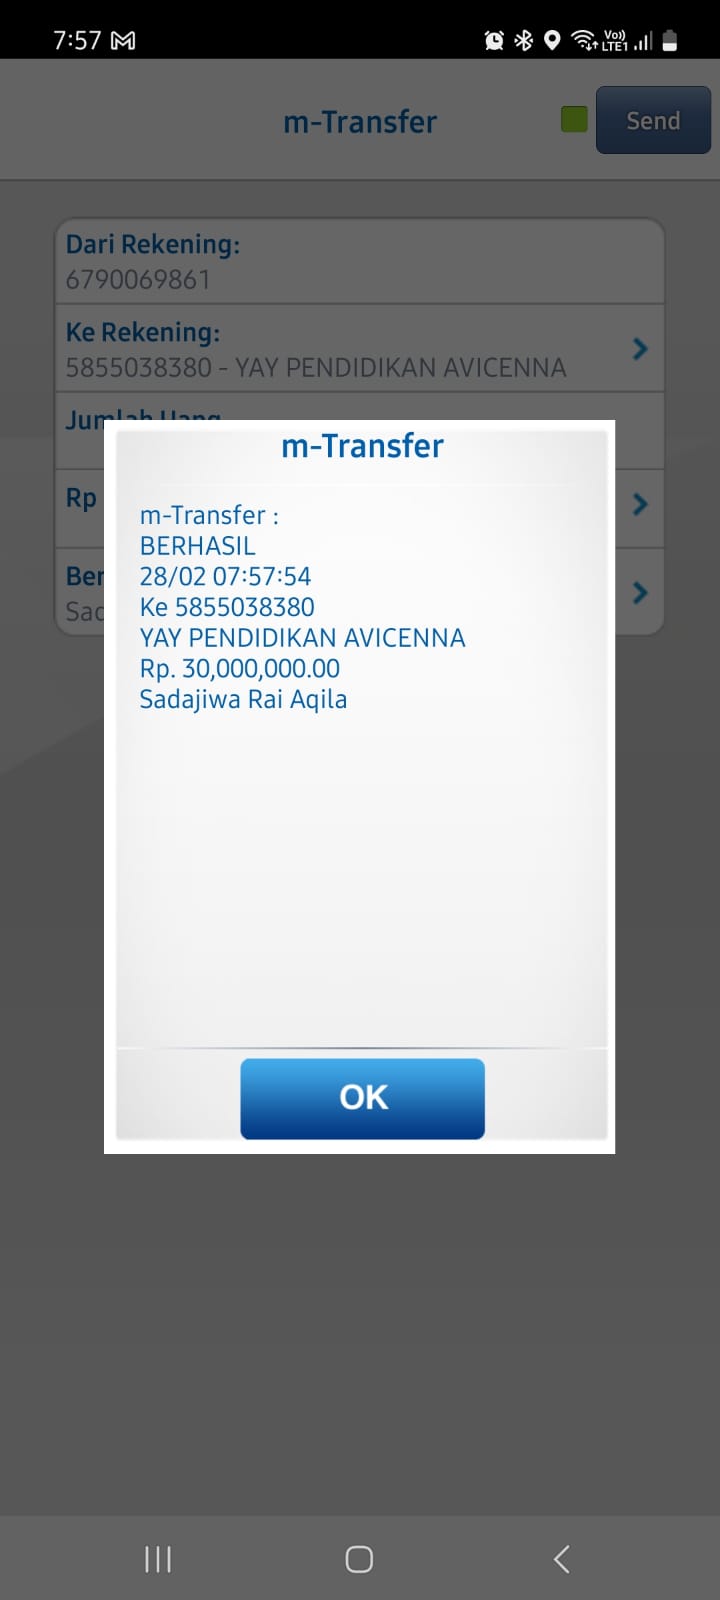 7:57
Vo))
LTE1
m-Transfer
Send
Dari Rekening:
6790069861
Ke Rekening:
5855038380 - YAY PENDIDIKAN AVICENNA
Jumlah Uang
Rp
Ber
Sad
m-Transfer
m-Transfer :
BERHASIL
28/02 07:57:54
Ke 5855038380
YAY PENDIDIKAN AVICENNA
Rp. 30,000,000.00
Sadajiwa Rai Aqila
OK